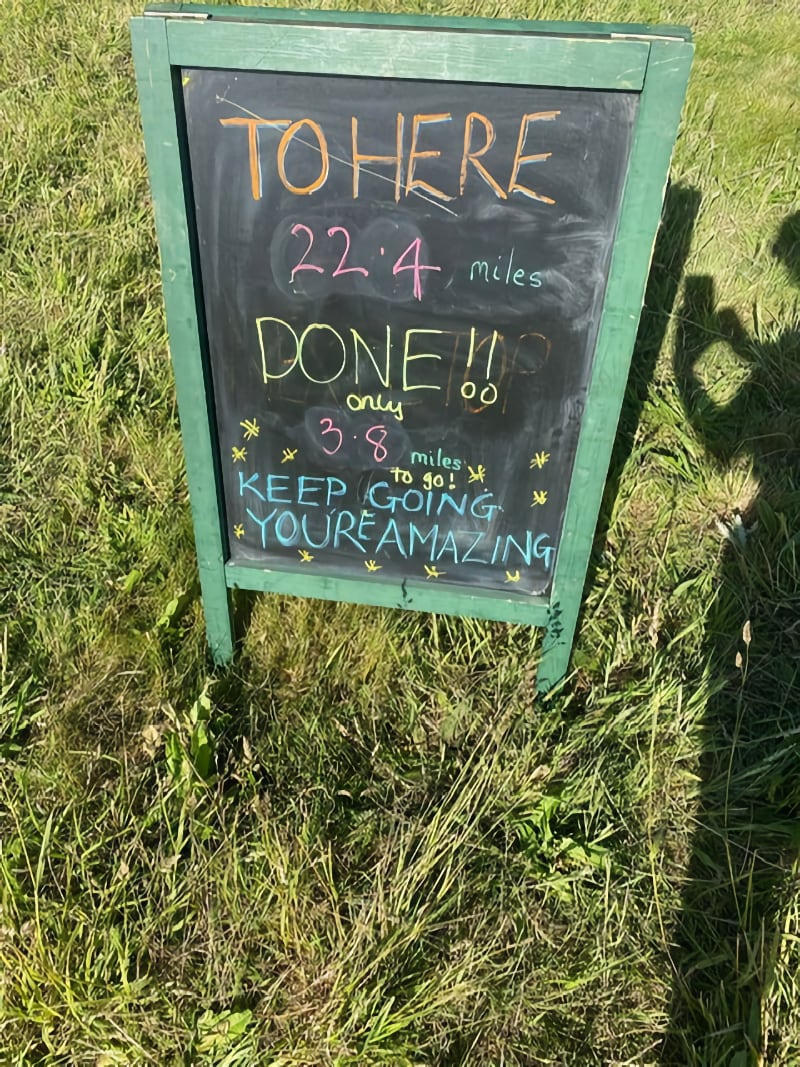 TO HERE
22.4 miles
DONE!!
only
3.8 miles
to go!
KEEP GOING
YOU'RE AMAZING